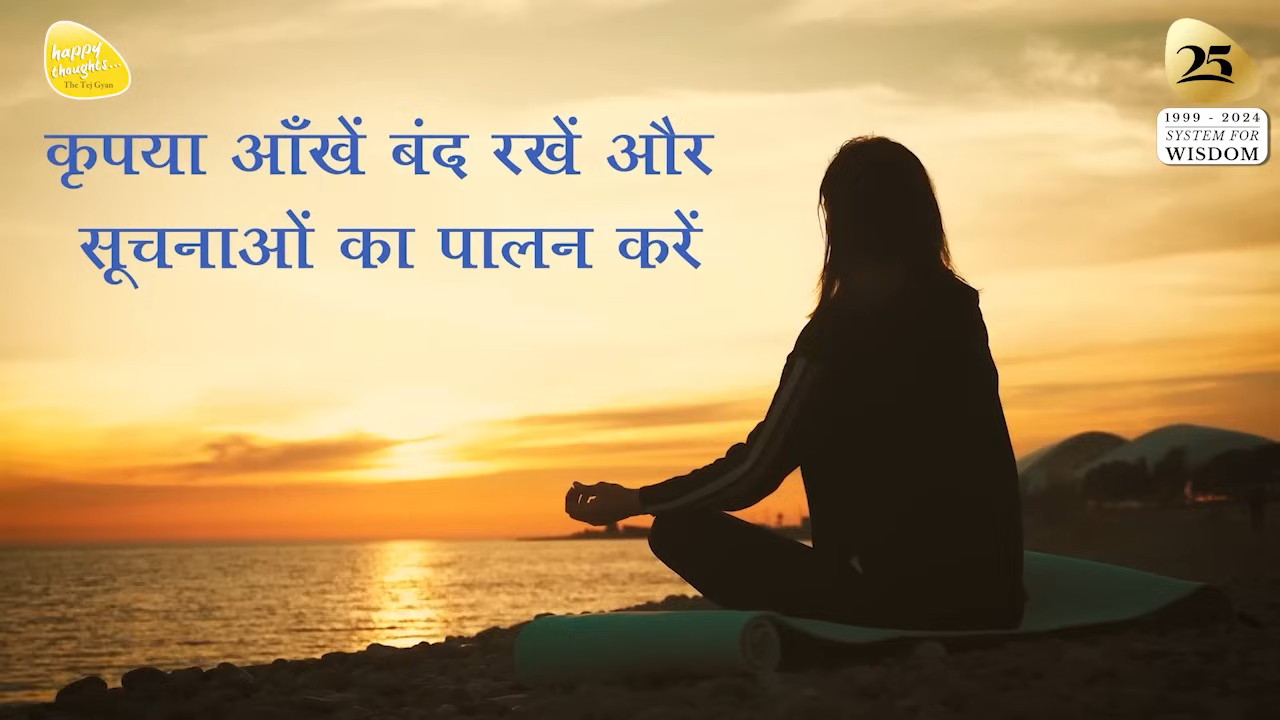 happy
thoughts...
The Tej Gyan
25
1999 - 2024
SYSTEM FOR
WISDOM
कृपया आँखें बंद रखें और
सूचनाओं का पालन करें